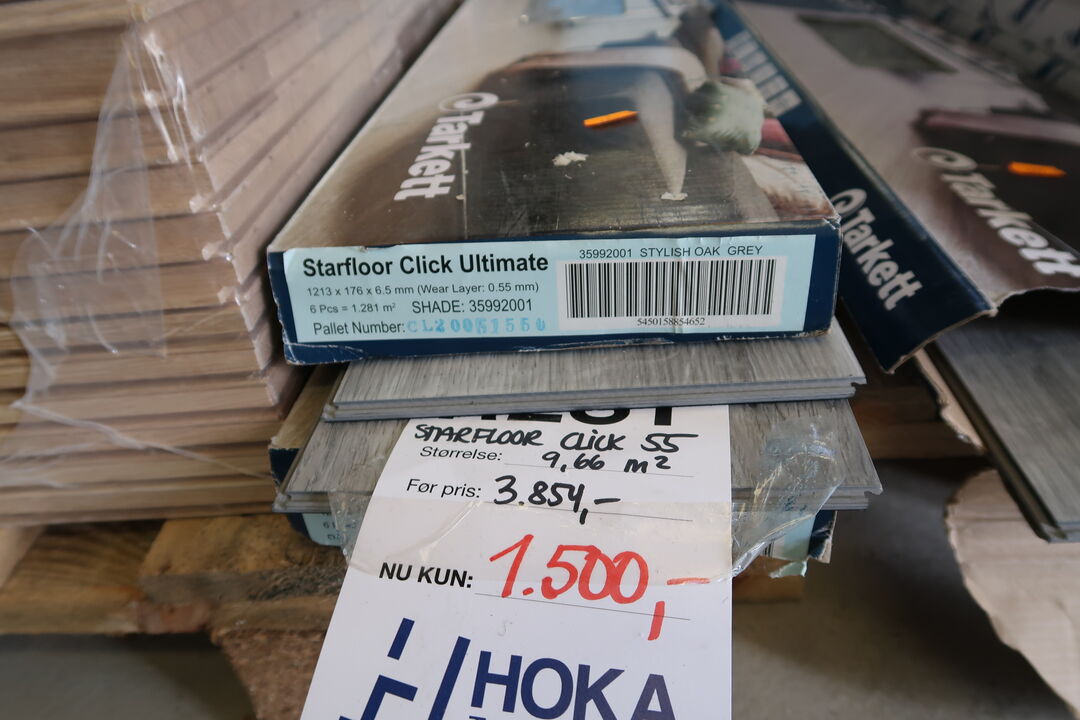 Tarkett
Tarkett
Tarkett
Starfloor Click Ultimate
1213 x 176 x 6.5 mm (Wear Layer: 0.55 mm)
6 Pcs = 1.281 m² SHADE: 35992001
Pallet Number:
35992001 STYLISH OAK GREY
5450158854652
STARFLOOR CLICK 55
Størrelse: 9,66 m²
Før pris: 3.854,-
NU KUN: 1.500,-
HOKA